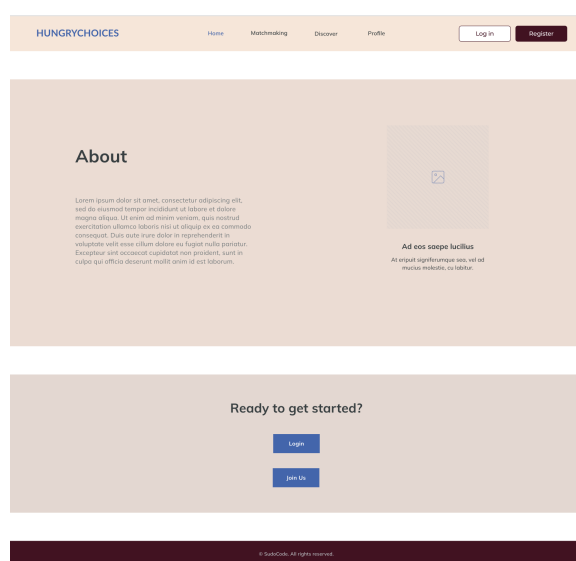 HUNGRYCHOICES
Home
Matchmaking
Discover
Profile
Log in
Register
About
Lorem ipsum dolor sit amet, consectetur adipiscing elit,
sed do eiusmod tempor incididunt ut labore et dolore
magna aliqua. Ut enim ad minim veniam, quis nostrud
exercitation ullamco laboris nisi ut aliquip ex ea commodo
consequat. Duis aute irure dolor in reprehenderit in
voluptate velit esse cillum dolore eu fugiat nulla pariatur.
Excepteur sint occaecat cupidatat non proident, sunt in
culpa qui officia deserunt mollit anim id est laborum.
Ad eos saepe lucilius
At eripuit signiferumque sea, vel ad
mucius molestie, cu labitur.
Ready to get started?
Login
Join Us
© SudoCode. All rights reserved.